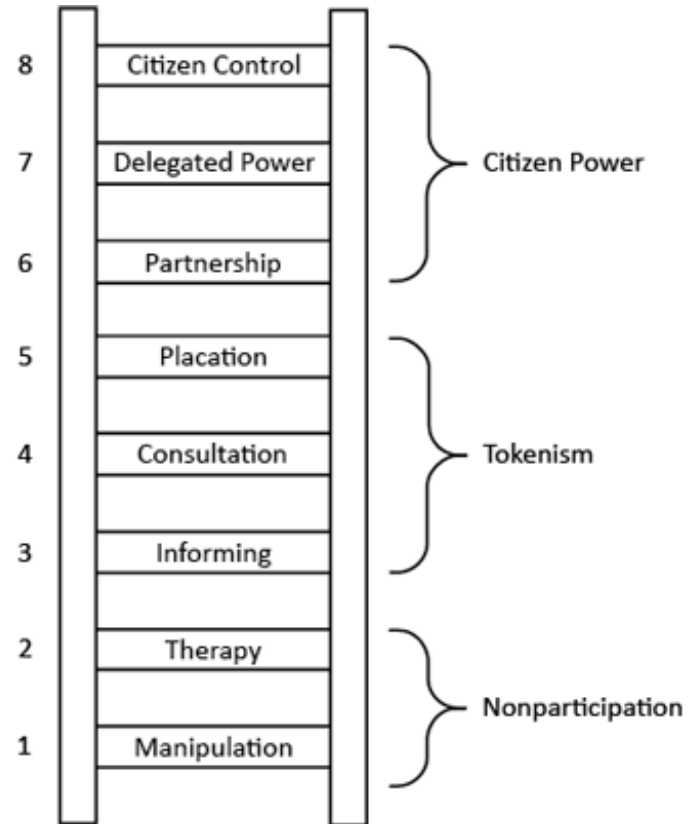 8 Citizen Control
7 Delegated Power Citizen Power
6 Partnership
5 Placation
4 Consultation Tokenism
3 Informing
2 Therapy
Nonparticipation
1 Manipulation